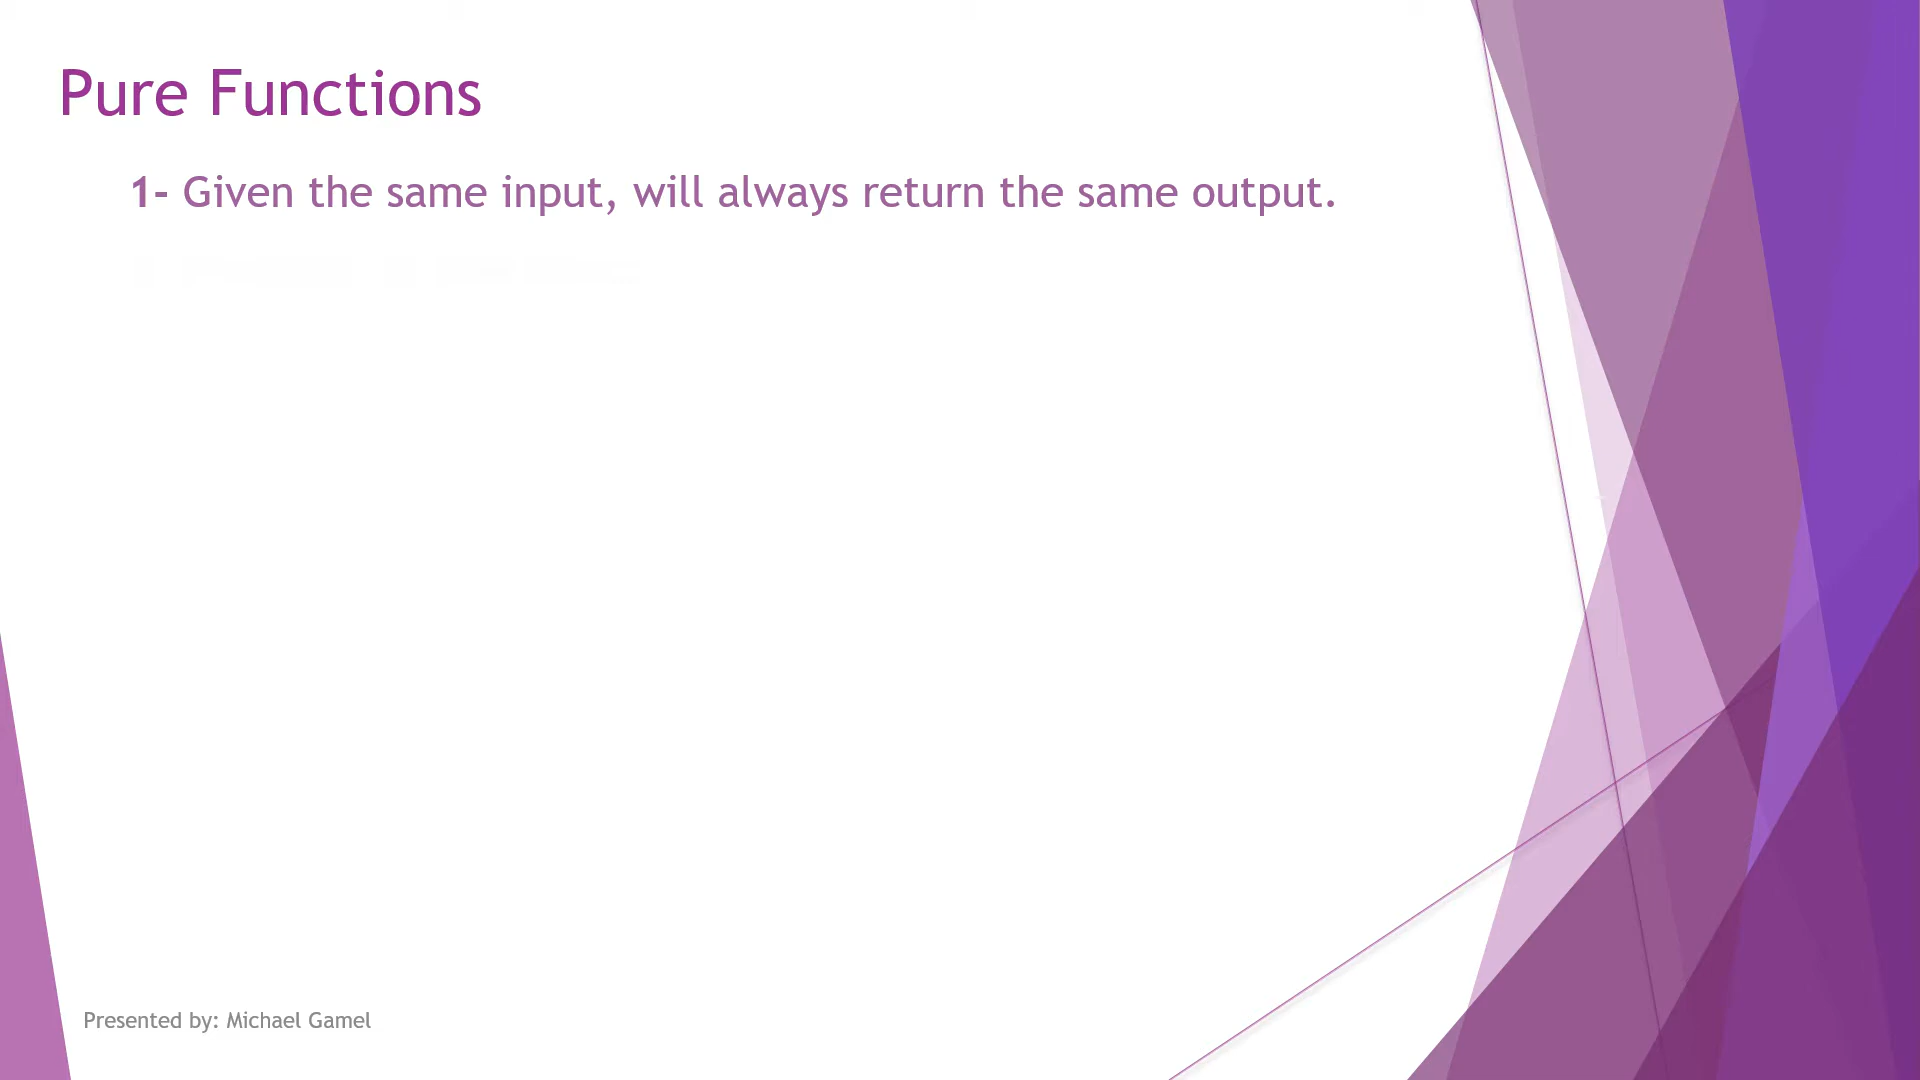 Pure Functions
1- Given the same input, will always return the same output.
Presented by: Michael Gamel